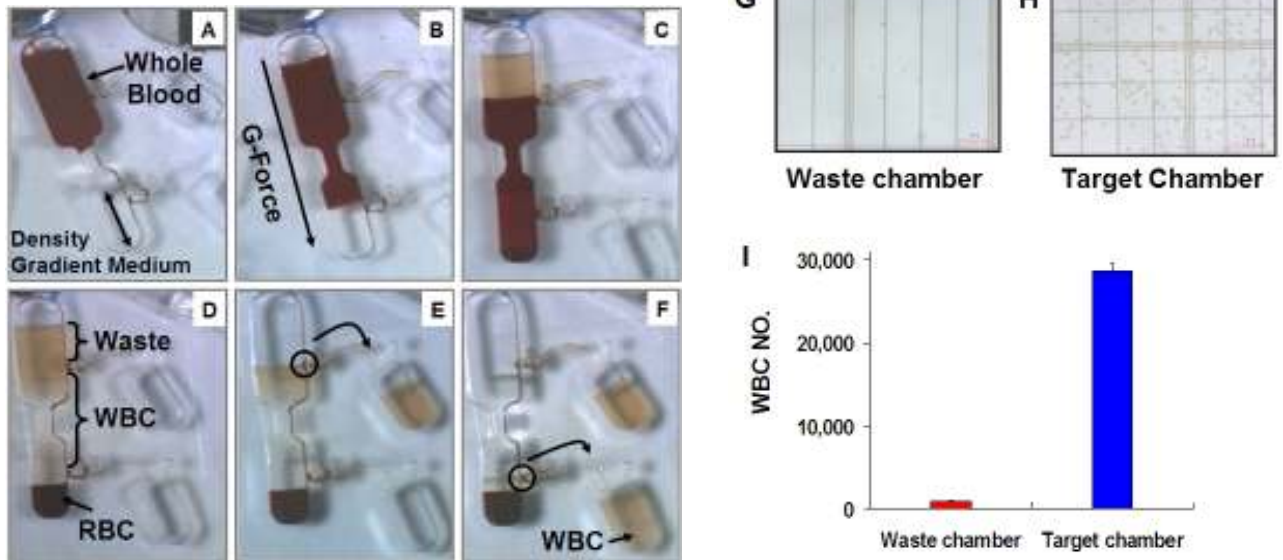 A
Whole
Blood
Density
Gradient Medium
B
G-Force
C
D
Waste
WBC
RBC
E
F
WBC
G
H
Waste chamber
Target Chamber
I
WBC NO.
30,000
20,000
10,000
0
Waste chamber
Target chamber